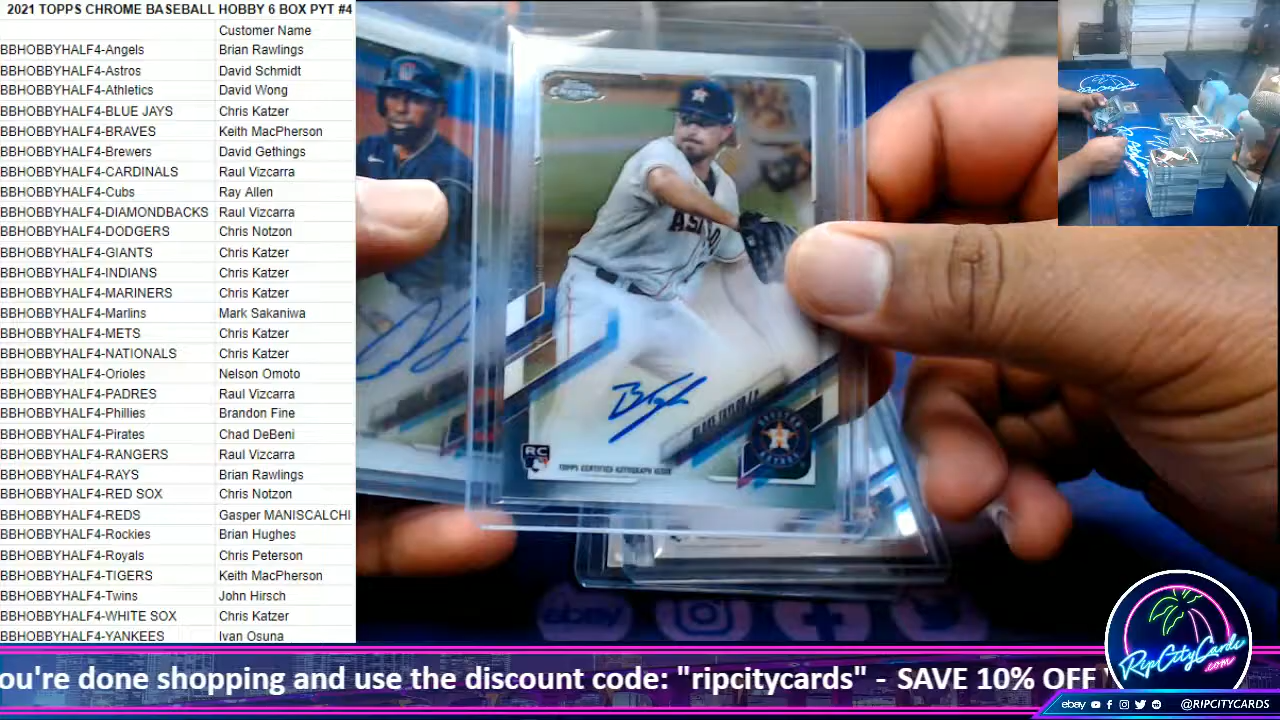 2021 TOPPS CHROME BASEBALL HOBBY 6 BOX PYT #4
Customer Name
BBHOBBYHALF4-Angels Brian Rawlings
BBHOBBYHALF4-Astros David Schmidt
BBHOBBYHALF4-Athletics David Wong
BBHOBBYHALF4-BLUE JAYS Chris Katzer
BBHOBBYHALF4-BRAVES Keith MacPherson
BBHOBBYHALF4-Brewers David Gethings
BBHOBBYHALF4-CARDINALS Raul Vizcarra
BBHOBBYHALF4-Cubs Ray Allen
BBHOBBYHALF4-DIAMONDBACKS Raul Vizcarra
BBHOBBYHALF4-DODGERS Chris Notzon
BBHOBBYHALF4-GIANTS Chris Katzer
BBHOBBYHALF4-INDIANS Chris Katzer
BBHOBBYHALF4-MARINERS Chris Katzer
BBHOBBYHALF4-Marlins Mark Sakaniwa
BBHOBBYHALF4-METS Chris Katzer
BBHOBBYHALF4-NATIONALS Chris Katzer
BBHOBBYHALF4-Orioles Nelson Omoto
BBHOBBYHALF4-PADRES Raul Vizcarra
BBHOBBYHALF4-Phillies Brandon Fine
BBHOBBYHALF4-Pirates Chad DeBeni
BBHOBBYHALF4-RANGERS Raul Vizcarra
BBHOBBYHALF4-RAYS Brian Rawlings
BBHOBBYHALF4-RED SOX Chris Notzon
BBHOBBYHALF4-REDS Gasper MANISCALCHI
BBHOBBYHALF4-Rockies Brian Hughes
BBHOBBYHALF4-Royals Chris Peterson
BBHOBBYHALF4-TIGERS Keith MacPherson
BBHOBBYHALF4-Twins John Hirsch
BBHOBBYHALF4-WHITE SOX Chris Katzer
BBHOBBYHALF4-YANKEES Ivan Osuna
Chrome
RC
TOPPS CERTIFIED AUTOGRAPH ISSUE
ebay
ou're done shopping and use the discount code: "ripcitycards" - SAVE 10% OFF
RipCityCards
.com
ebay @RIPCITYCARDS